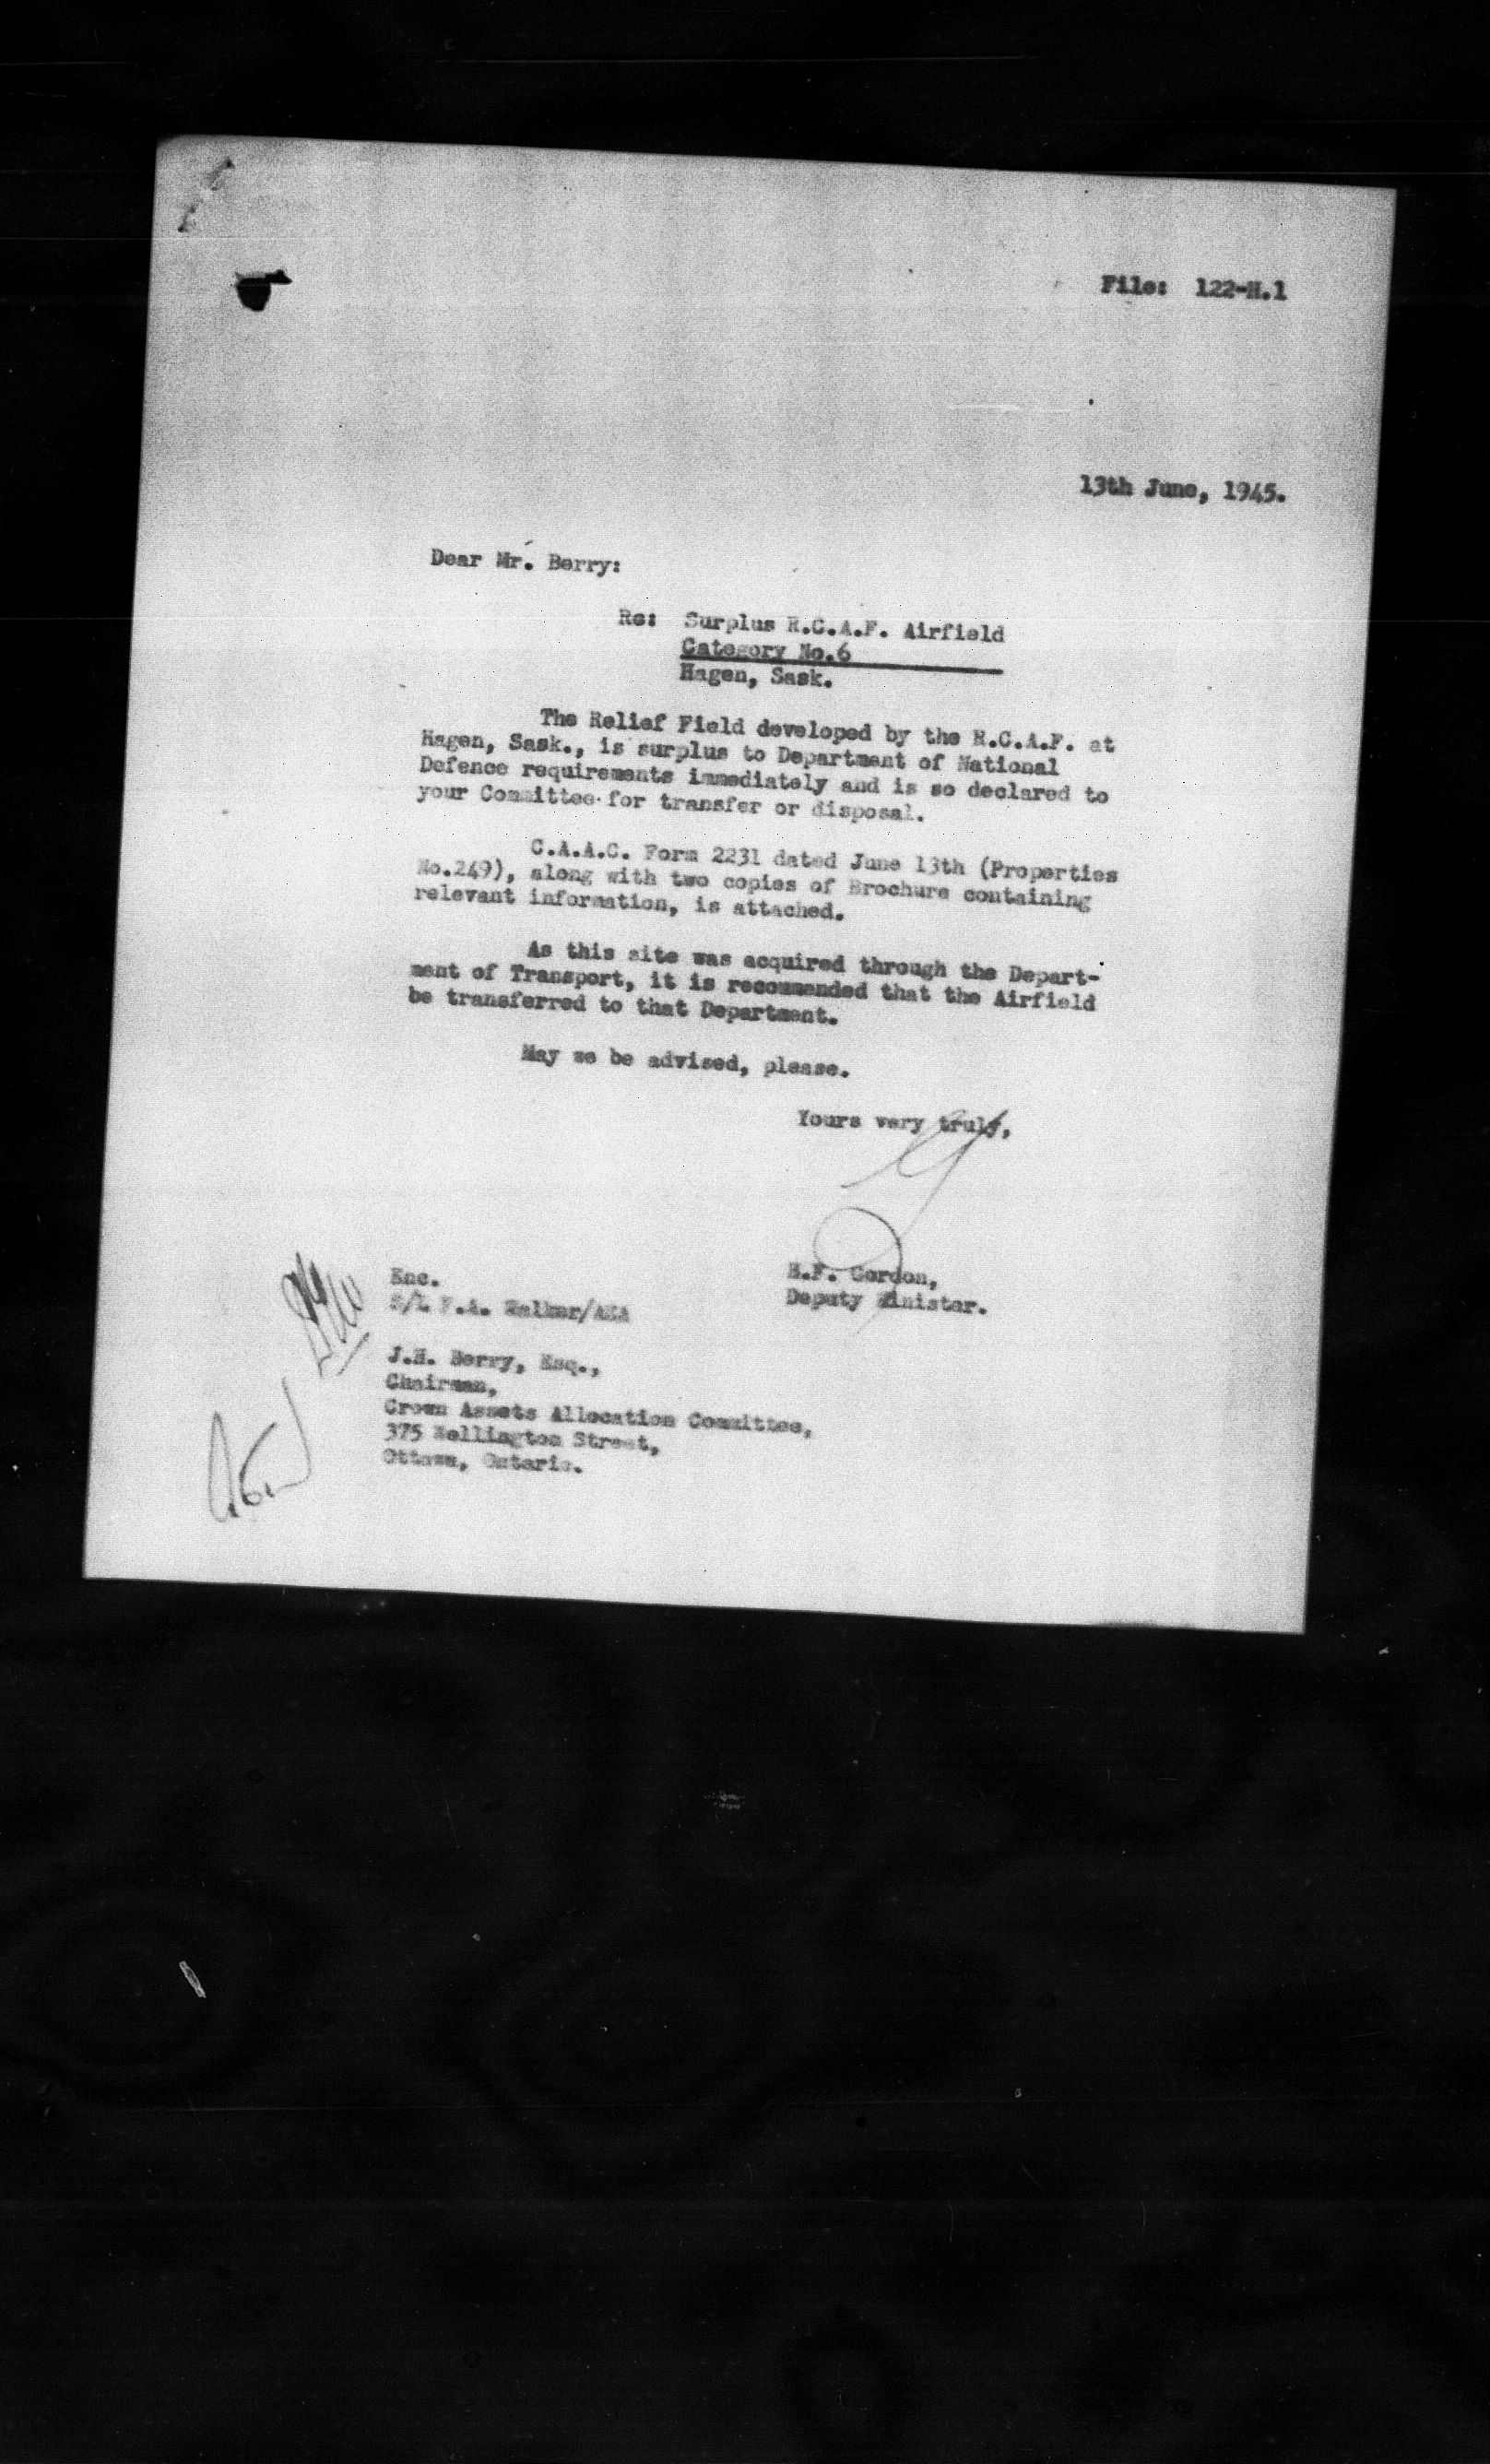 File: 122-H.1
13th June, 1945.
Dear Mr. Berry:
Re: Surplus R.C.A.F. Airfield
Category No.6
Hagen, Sask.
The Relief Field developed by the R.C.A.F. at
Hagen, Sask., is surplus to Department of National
Defence requirements immediately and is so declared to
your Committee for transfer or disposal.
C.A.A.C. Form 2231 dated June 13th (Properties
No.249), along with two copies of Brochure containing
relevant information, is attached.
As this site was acquired through the Depart-
ment of Transport, it is recommended that the Airfield
be transferred to that Department.
May we be advised, please.
Yours very truly,
Enc.
H.F. Gordon,
S/L F.A. Walker/
Deputy Minister.
J.H. Berry, Esq.,
Chairman,
Crown Assets Allocation Committee,
375 Wellington Street,
Ottawa, Ontario.